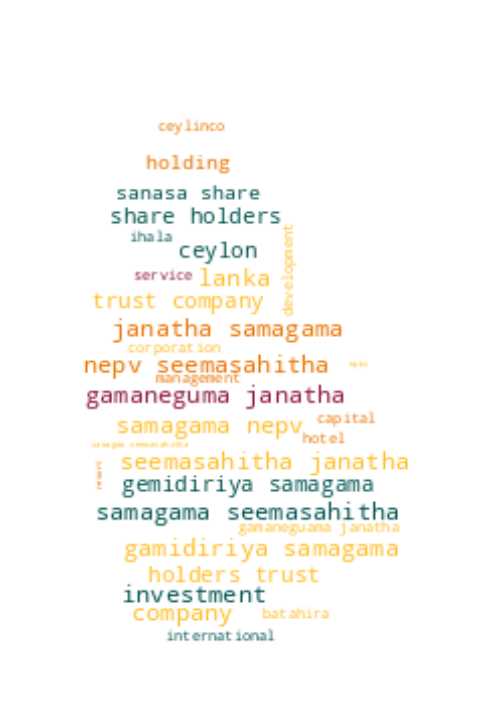 ceylinco
holding
sanasa share
share holders
ihala
ceylon
development
service
lanka
trust company
janatha samagama
corporation
nepv seemasahitha
management
gamaneguma janatha
samagama nepv
capital
hotel
seemasahitha janatha
gemidiriya samagama
samagama seemasahitha
gamaneguama janatha
gamidiriya samagama
holders trust
investment
company
batahira
international